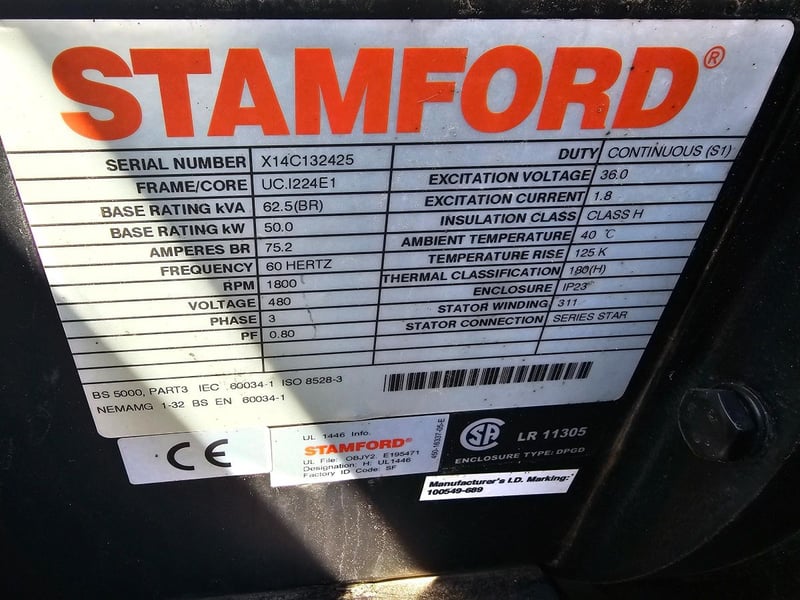 STAMFORD®
SERIAL NUMBER X14C132425
FRAME/CORE UC.I224E1
BASE RATING kVA 62.5(BR)
BASE RATING kW 50.0
AMPERES BR 75.2
FREQUENCY 60 HERTZ
RPM 1800
VOLTAGE 480
PHASE 3
PF 0.80
DUTY CONTINUOUS (S1)
EXCITATION VOLTAGE 36.0
EXCITATION CURRENT 1.8
INSULATION CLASS CLASS H
AMBIENT TEMPERATURE 40 ℃
TEMPERATURE RISE 125 K
THERMAL CLASSIFICATION 180(H)
ENCLOSURE IP23
STATOR WINDING 311
STATOR CONNECTION SERIES STAR
BS 5000, PART3 IEC 60034-1 ISO 8528-3
NEMAMG 1-32 BS EN 60034-1
CE
UL 1446 Info.
STAMFORD®
UL File: OBJY2. E195471
Designation: H: UL1446
Factory ID Code: SF
450-16337-05-E
SA LR 11305
ENCLOSURE TYPE: DPGD
Manufacturer's I.D. Marking:
100549-689